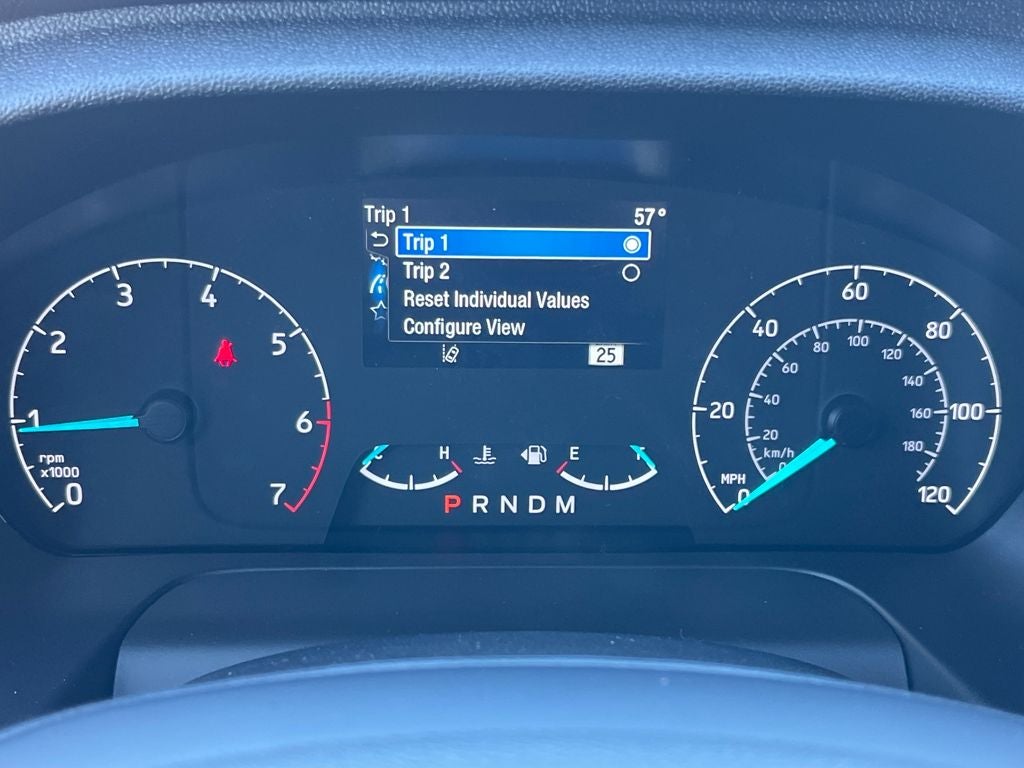 Trip 1 57°
Trip 1
Trip 2
Reset Individual Values
Configure View
25
0 1 2 3 4 5 6 7
rpm
x1000
C H
E F
P R N D M
0 20 40 60 80 100 120
MPH
0 20 40 60 80 100 120 140 160 180
km/h